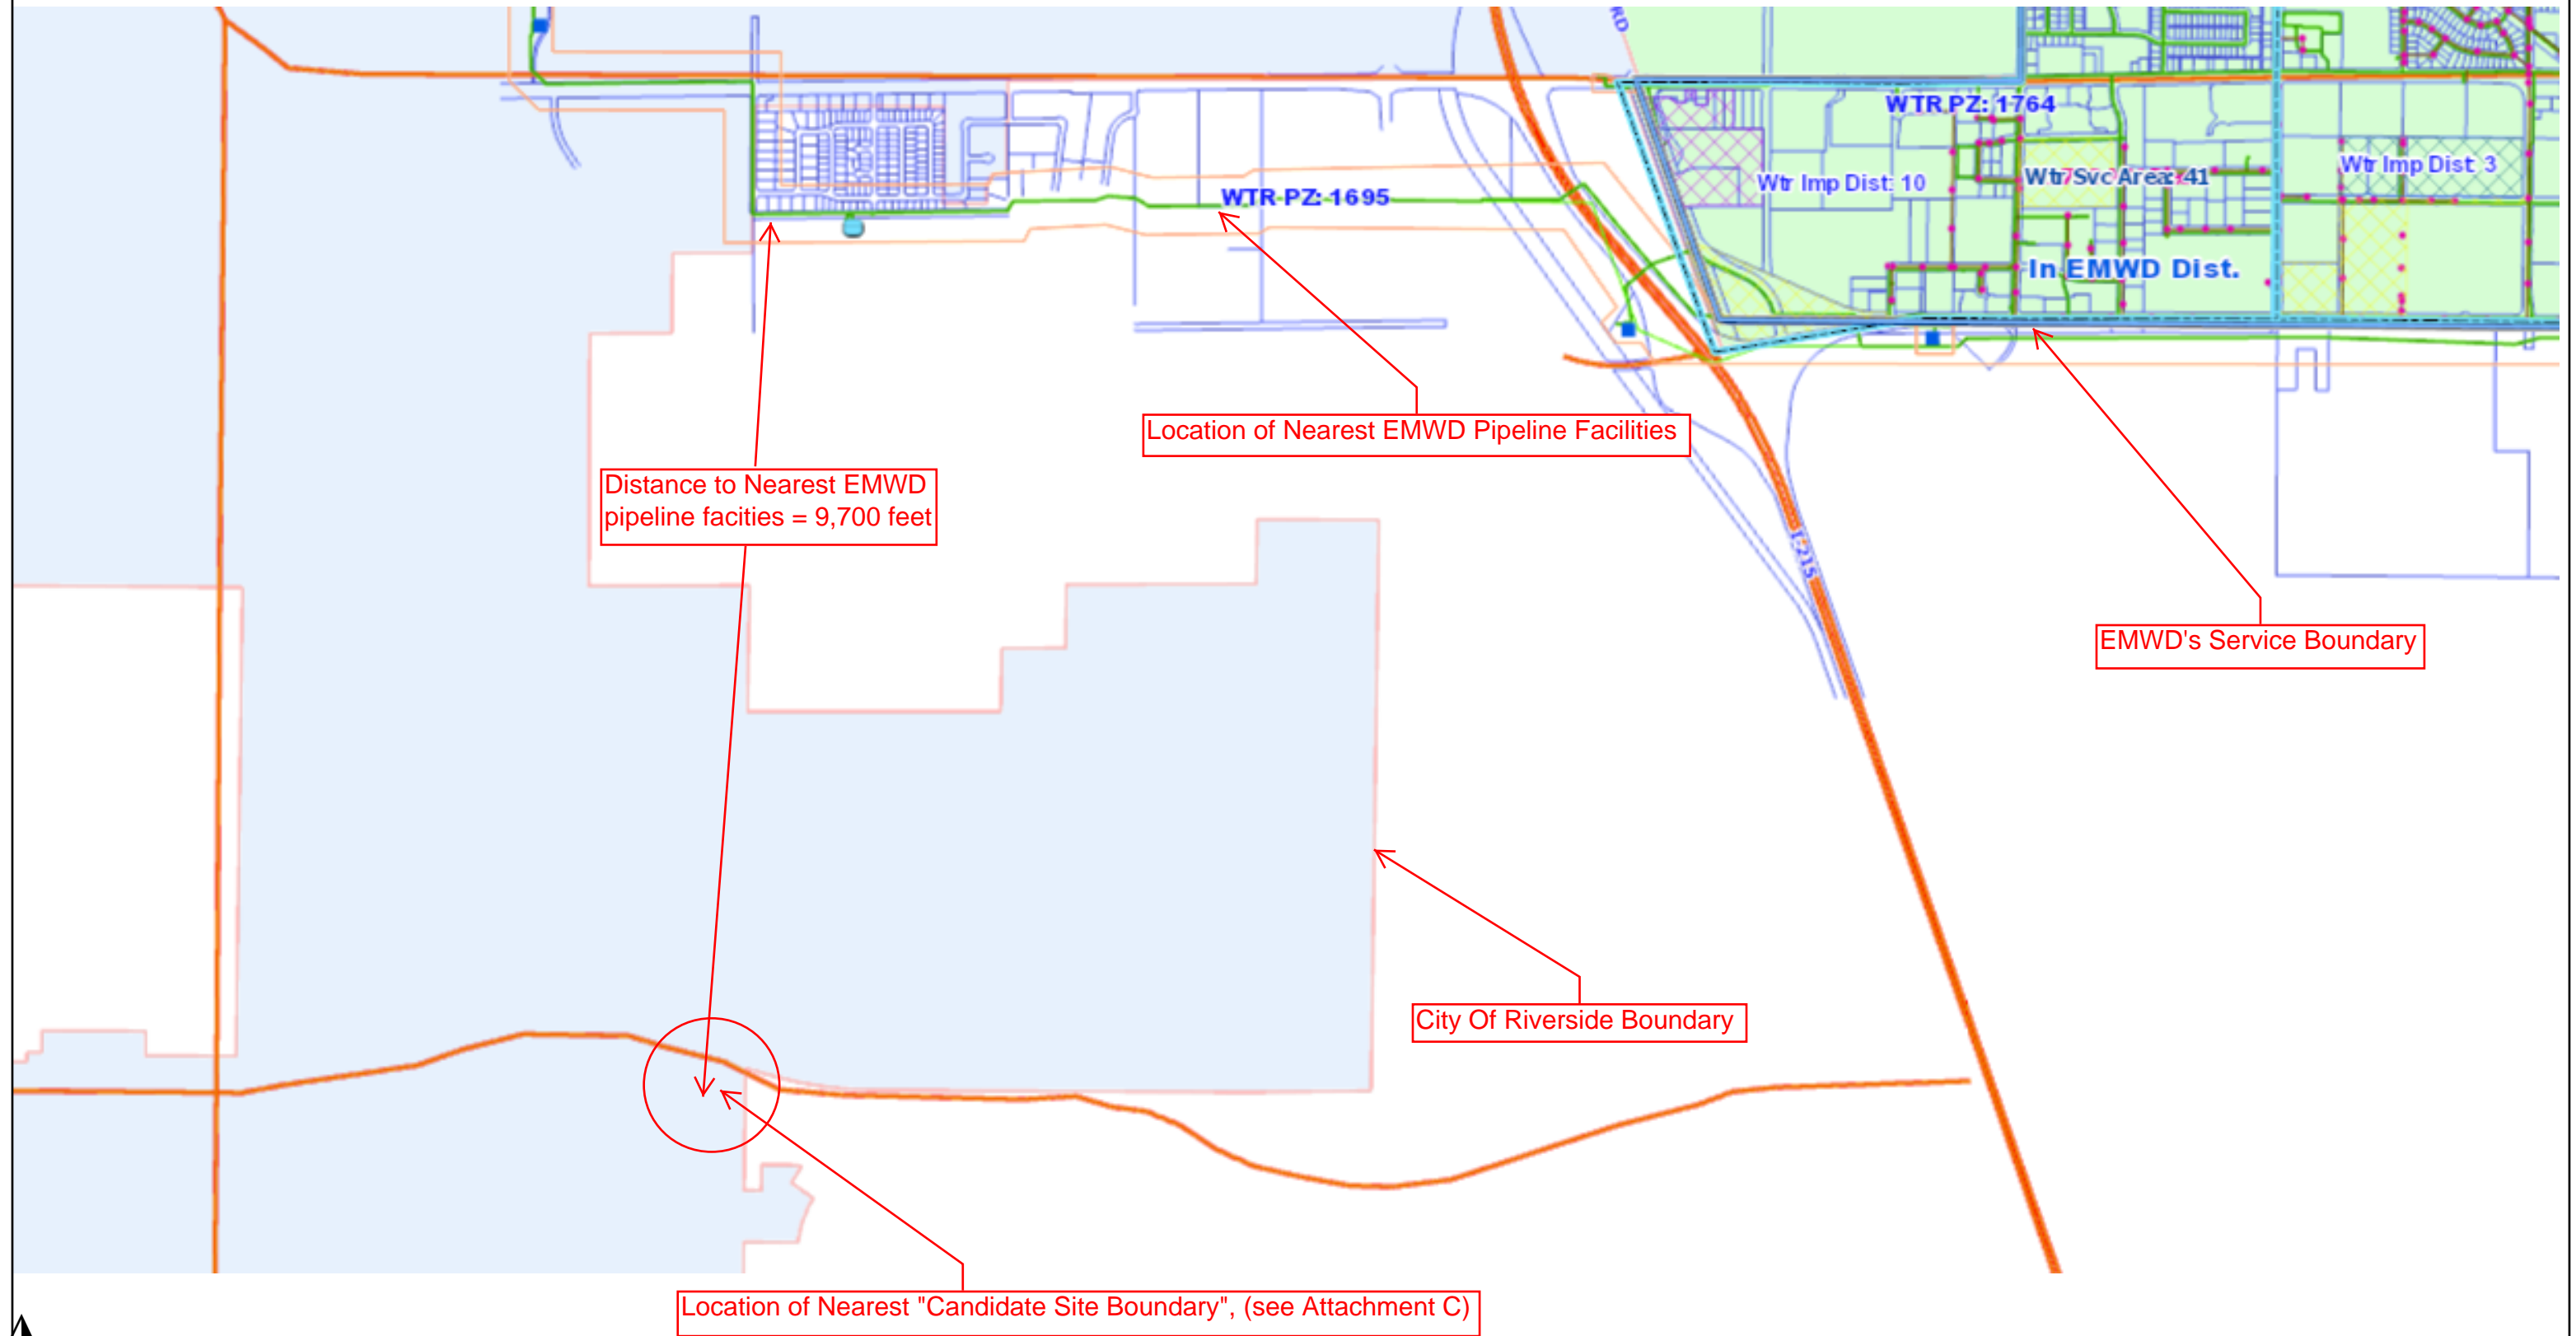 RD
WTR PZ: 1764
Wtr Imp Dist: 10
Wtr Svc Area: 41
Wtr Imp Dist 3
WTR PZ: 1695
In EMWD Dist.
Location of Nearest EMWD Pipeline Facilities
Distance to Nearest EMWD
pipeline facities = 9,700 feet
I-215
EMWD's Service Boundary
City Of Riverside Boundary
Location of Nearest "Candidate Site Boundary", (see Attachment C)